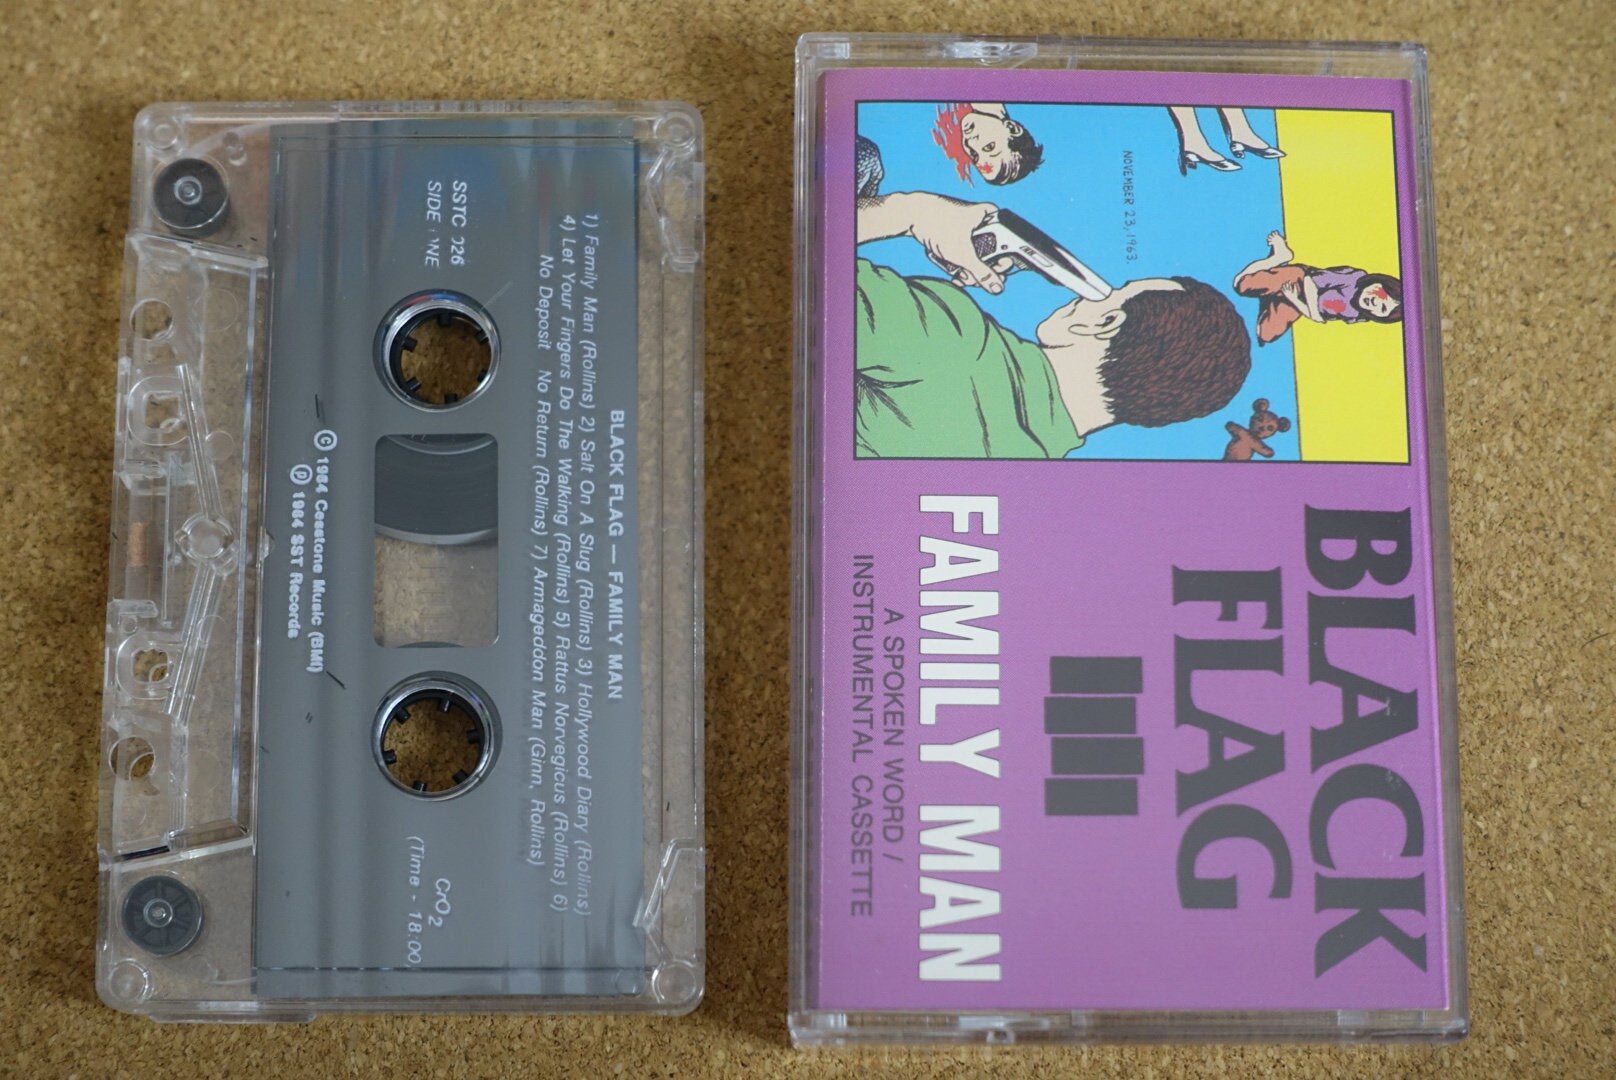 SSTC 026
SIDE ONE
BLACK FLAG — FAMILY MAN
1) Family Man (Rollins) 2) Salt On A Slug (Rollins) 3) Hollywood Diary (Rollins)
4) Let Your Fingers Do The Walking (Rollins) 5) Rattus Norvegicus (Rollins) 6)
No Deposit No Return (Rollins) 7) Armageddon Man (Ginn, Rollins)
CrO2
(Time - 18:00
© 1984 Cesstone Music (BMI)
℗ 1984 SST Records
NOVEMBER 23, 1963.
BLACK
FLAG
FAMILY MAN
A SPOKEN WORD /
INSTRUMENTAL CASSETTE